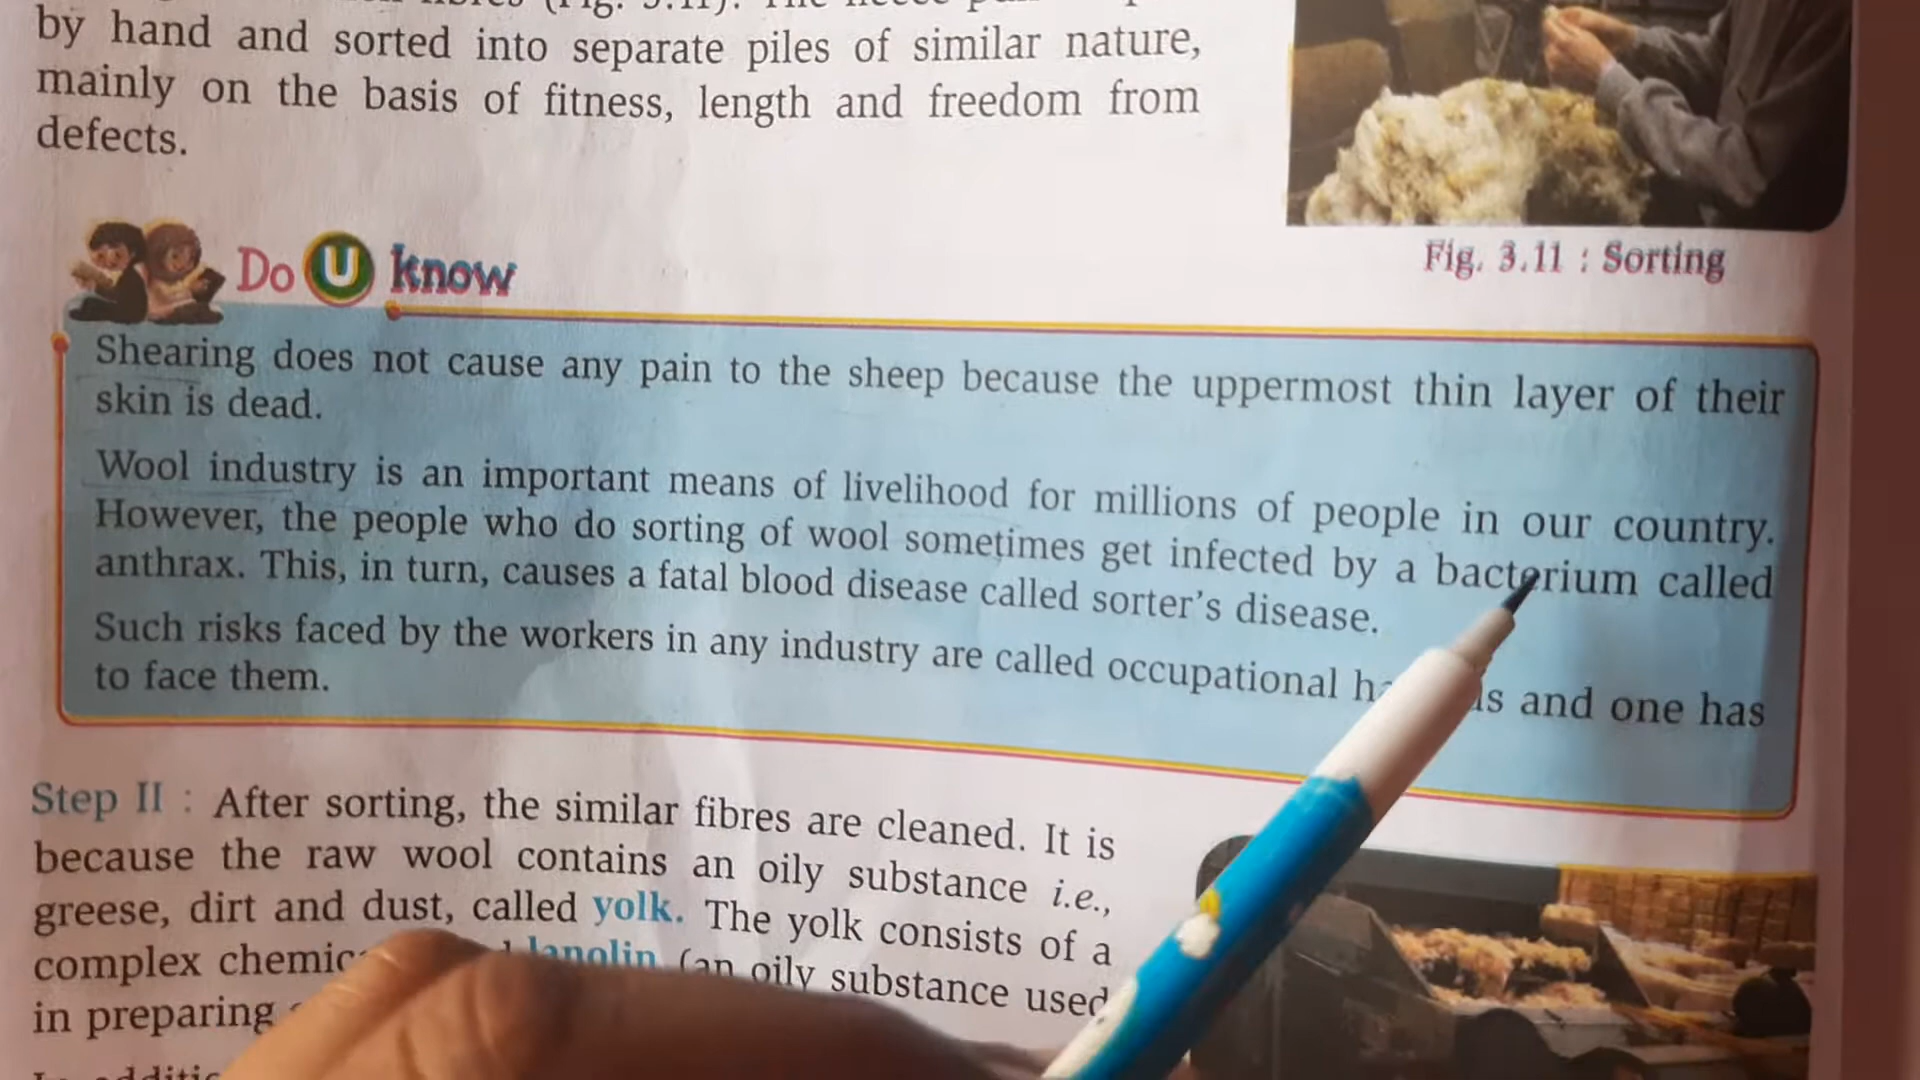 by hand and sorted into separate piles of similar nature,
mainly on the basis of fitness, length and freedom from
defects.
Fig. 3.11 : Sorting
Do U know
Shearing does not cause any pain to the sheep because the uppermost thin layer of their
skin is dead.
Wool industry is an important means of livelihood for millions of people in our country.
However, the people who do sorting of wool sometimes get infected by a bacterium called
anthrax. This, in turn, causes a fatal blood disease called sorter's disease.
Such risks faced by the workers in any industry are called occupational and one has
to face them.
Step II : After sorting, the similar fibres are cleaned. It is
because the raw wool contains an oily substance i.e.,
greese, dirt and dust, called yolk. The yolk consists of a
complex lanolin (an oily substance used
in preparing